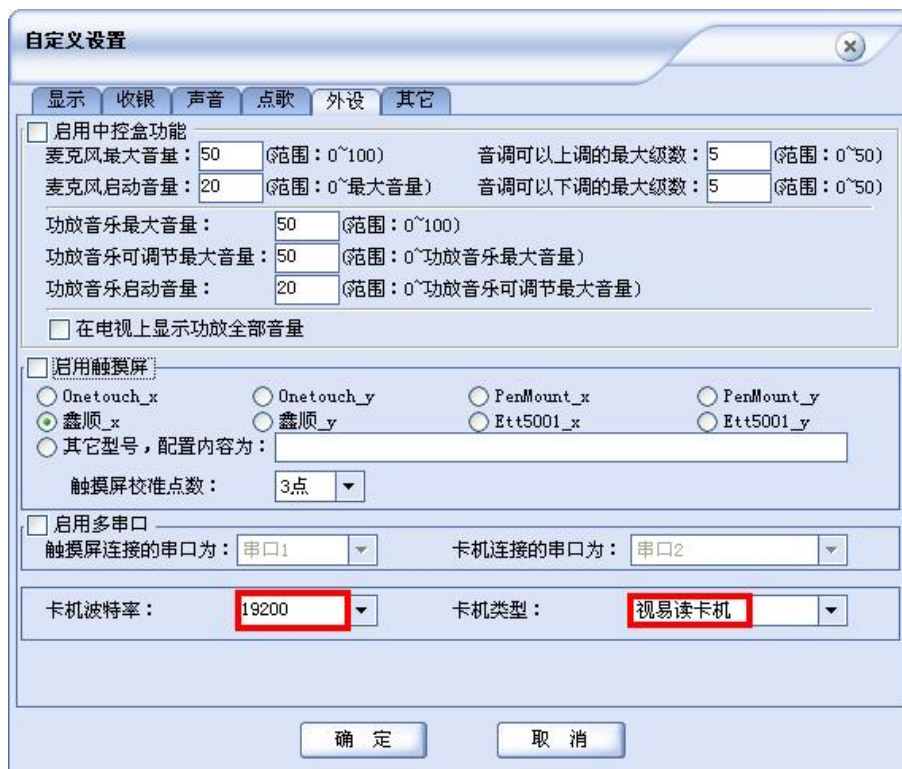 自定义设置
显示 收银 声音 点歌 外设 其它
启用中控盒功能
麦克风最大音量：50 (范围：0~100) 音调可以上调的最大级数：5 (范围：0~50)
麦克风启动音量：20 (范围：0~最大音量) 音调可以下调的最大级数：5 (范围：0~50)
功放音乐最大音量：50 (范围：0~100)
功放音乐可调节最大音量：50 (范围：0~功放音乐最大音量)
功放音乐启动音量：20 (范围：0~功放音乐可调节最大音量)
在电视上显示功放全部音量
启用触摸屏
Onetouch_x Onetouch_y PenMount_x PenMount_y
鑫顺_x 鑫顺_y Ett5001_x Ett5001_y
其它型号，配置内容为：
触摸屏校准点数：3点
启用多串口
触摸屏连接的串口为：串口1 卡机连接的串口为：串口2
卡机波特率：19200 卡机类型：视易读卡机
确 定 取 消